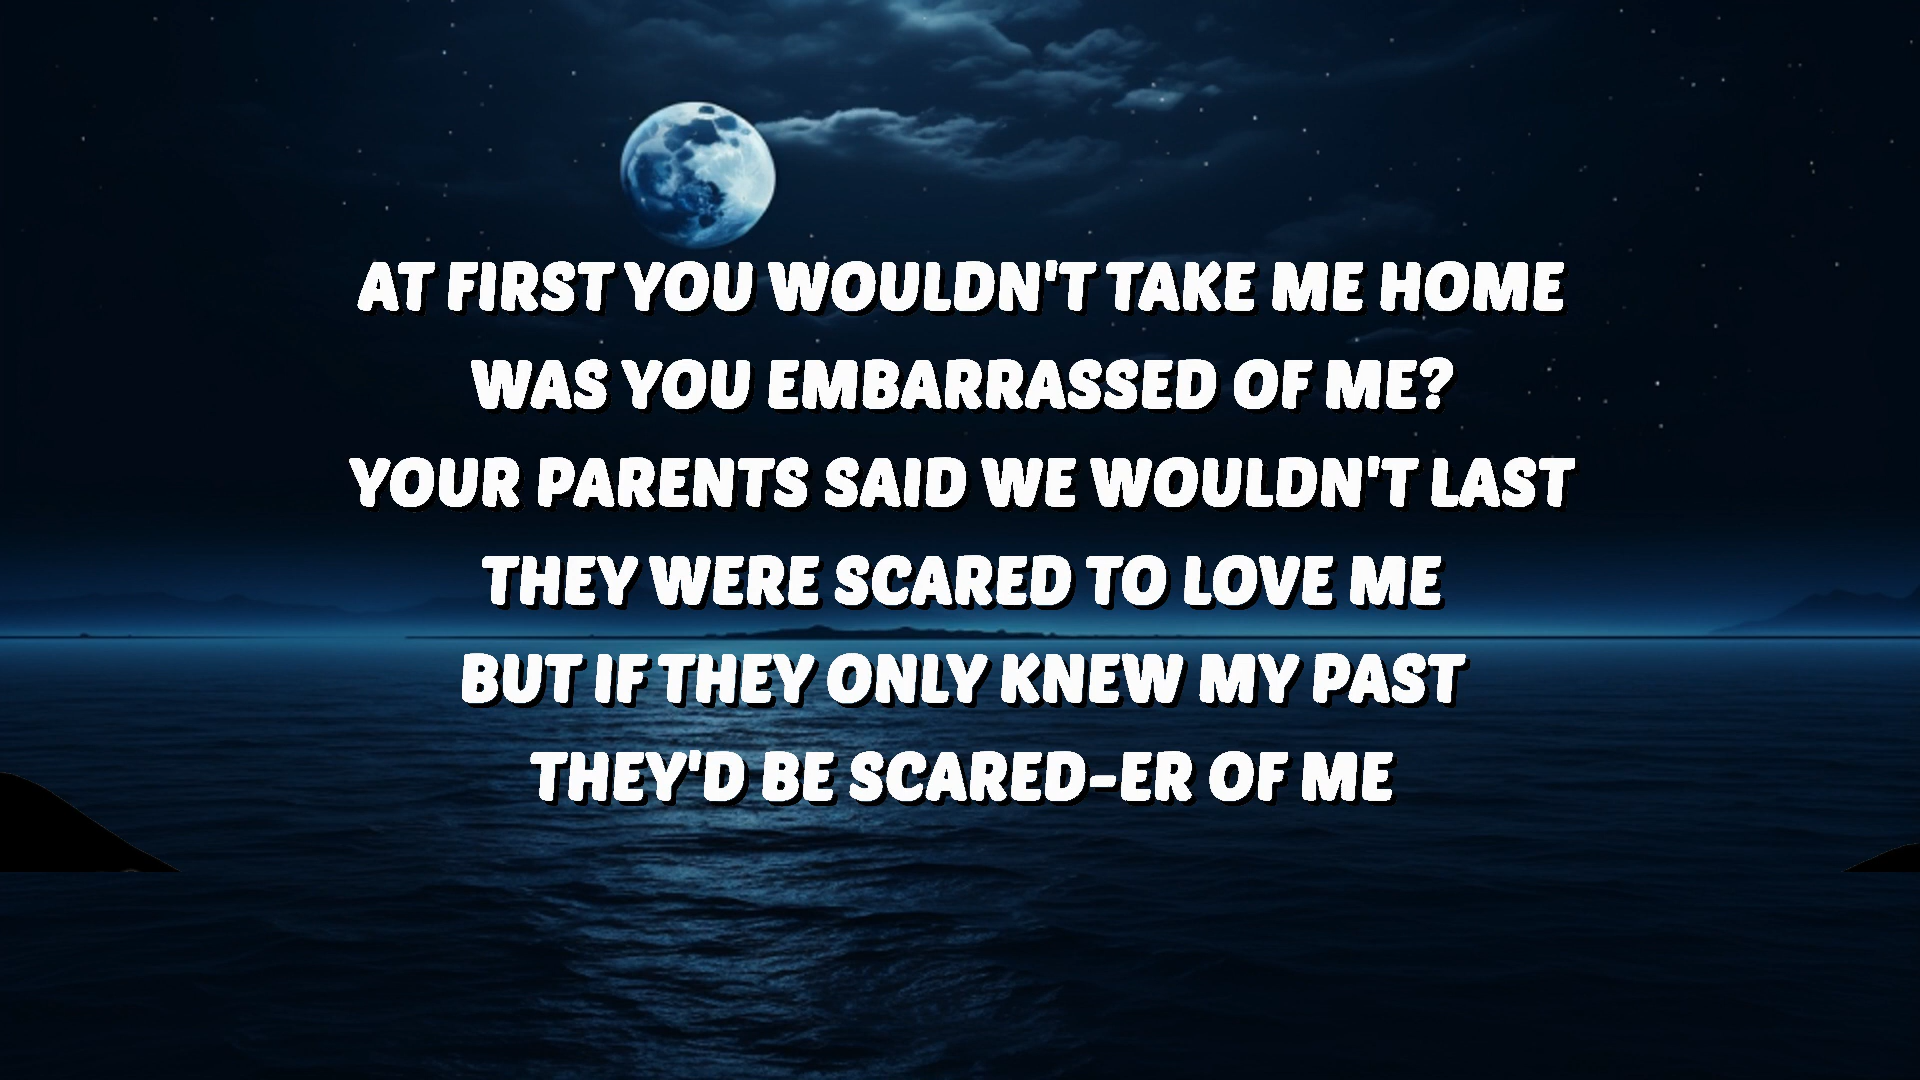 AT FIRST YOU WOULDN'T TAKE ME HOME
WAS YOU EMBARRASSED OF ME?
YOUR PARENTS SAID WE WOULDN'T LAST
THEY WERE SCARED TO LOVE ME
BUT IF THEY ONLY KNEW MY PAST
THEY'D BE SCARED-ER OF ME